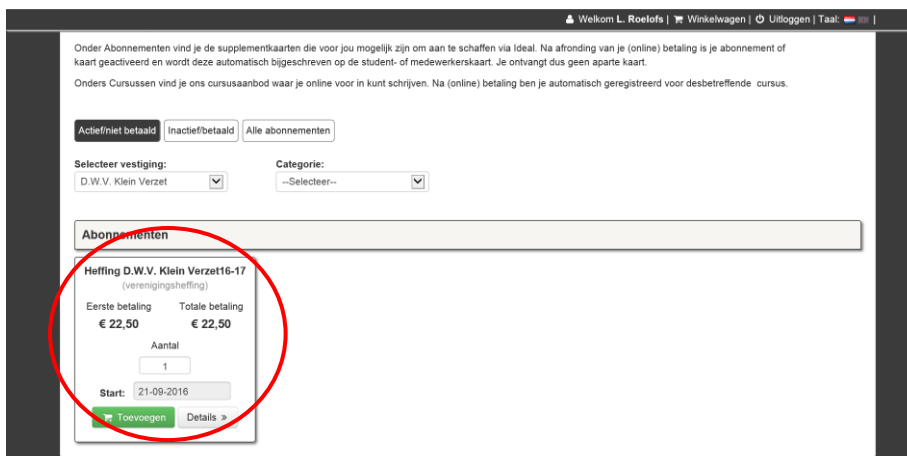 Welkom L. Roelofs | Winkelwagen | Uitloggen | Taal: |
Onder Abonnementen vind je de supplementkaarten die voor jou mogelijk zijn om aan te schaffen via Ideal. Na afronding van je (online) betaling is je abonnement of
kaart geactiveerd en wordt deze automatisch bijgeschreven op de student- of medewerkerskaart. Je ontvangt dus geen aparte kaart.
Onders Cursussen vind je ons cursusaanbod waar je online voor in kunt schrijven. Na (online) betaling ben je automatisch geregistreerd voor desbetreffende cursus.
Actief/niet betaald Inactief/betaald Alle abonnementen
Selecteer vestiging: Categorie:
D.W.V. Klein Verzet --Selecteer--
Abonnementen
Heffing D.W.V. Klein Verzet16-17
(verenigingsheffing)
Eerste betaling Totale betaling
€ 22,50 € 22,50
Aantal
1
Start: 21-09-2016
Toevoegen Details »